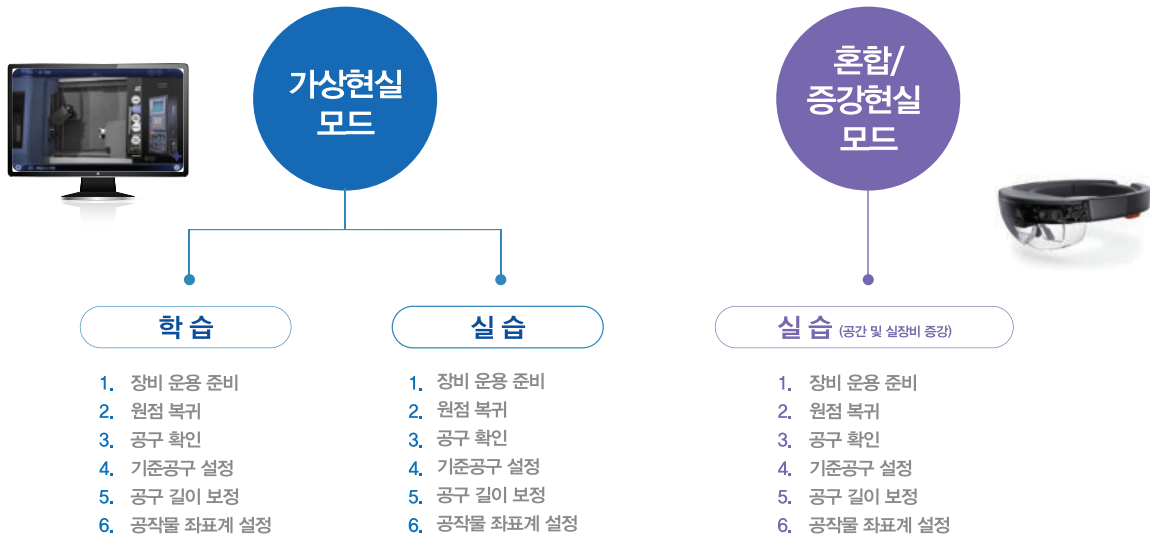 가상현실
모드
혼합/
증강현실
모드
학 습
1. 장비 운용 준비
2. 원점 복귀
3. 공구 확인
4. 기준공구 설정
5. 공구 길이 보정
6. 공작물 좌표계 설정
실 습
1. 장비 운용 준비
2. 원점 복귀
3. 공구 확인
4. 기준공구 설정
5. 공구 길이 보정
6. 공작물 좌표계 설정
실 습 (공간 및 실장비 증강)
1. 장비 운용 준비
2. 원점 복귀
3. 공구 확인
4. 기준공구 설정
5. 공구 길이 보정
6. 공작물 좌표계 설정